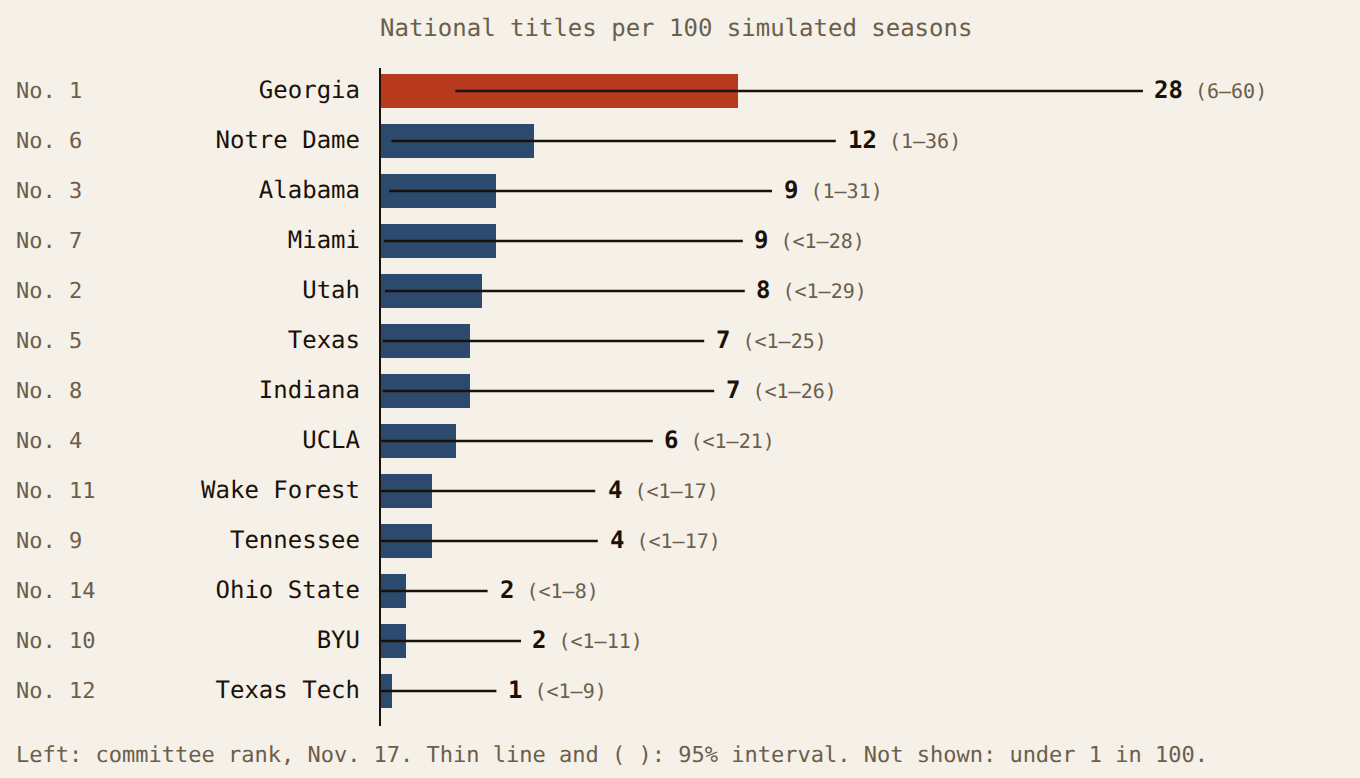 National titles per 100 simulated seasons
No. 1 Georgia 28 (6–60)
No. 6 Notre Dame 12 (1–36)
No. 3 Alabama 9 (1–31)
No. 7 Miami 9 (<1–28)
No. 2 Utah 8 (<1–29)
No. 5 Texas 7 (<1–25)
No. 8 Indiana 7 (<1–26)
No. 4 UCLA 6 (<1–21)
No. 11 Wake Forest 4 (<1–17)
No. 9 Tennessee 4 (<1–17)
No. 14 Ohio State 2 (<1–8)
No. 10 BYU 2 (<1–11)
No. 12 Texas Tech 1 (<1–9)
Left: committee rank, Nov. 17. Thin line and ( ): 95% interval. Not shown: under 1 in 100.